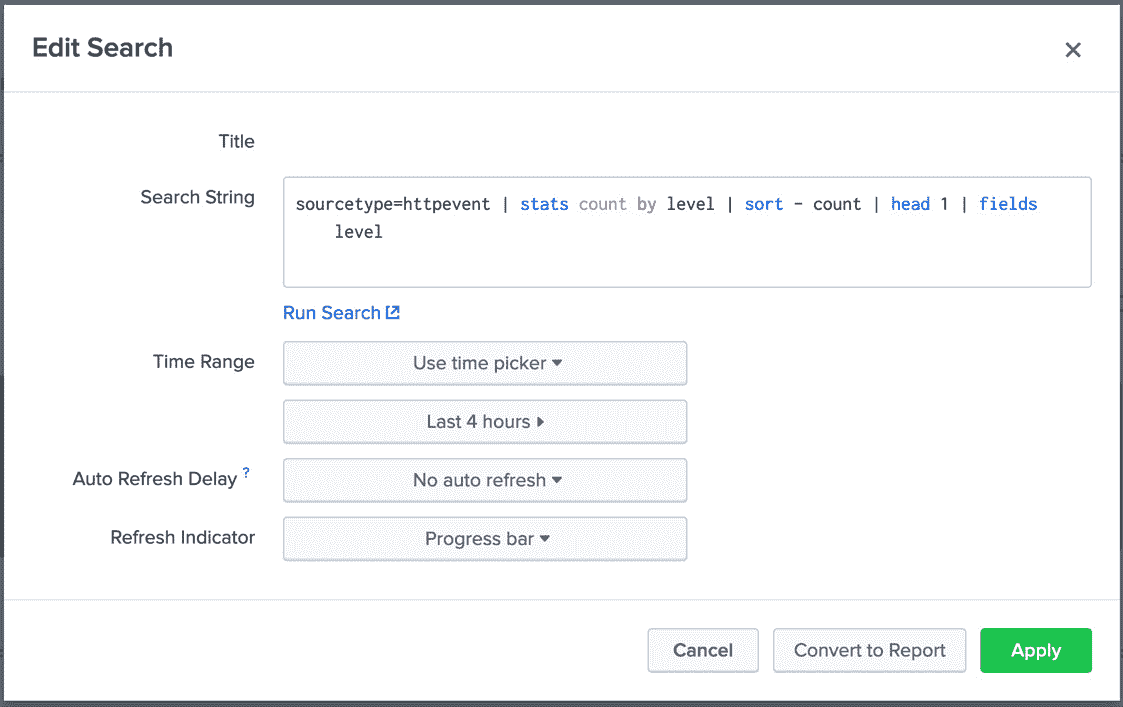 Edit Search
Title
Search String
sourcetype=httpevent | stats count by level | sort - count | head 1 | fields
level
Run Search
Time Range
Use time picker
Last 4 hours
Auto Refresh Delay ?
No auto refresh
Refresh Indicator
Progress bar
Cancel
Convert to Report
Apply